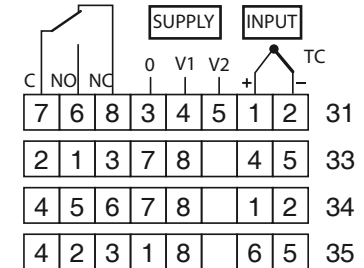 SUPPLY INPUT
0 V1 V2 TC
C NO NC + −
7 6 8 3 4 5 1 2 31
2 1 3 7 8 4 5 33
4 5 6 7 8 1 2 34
4 2 3 1 8 6 5 35